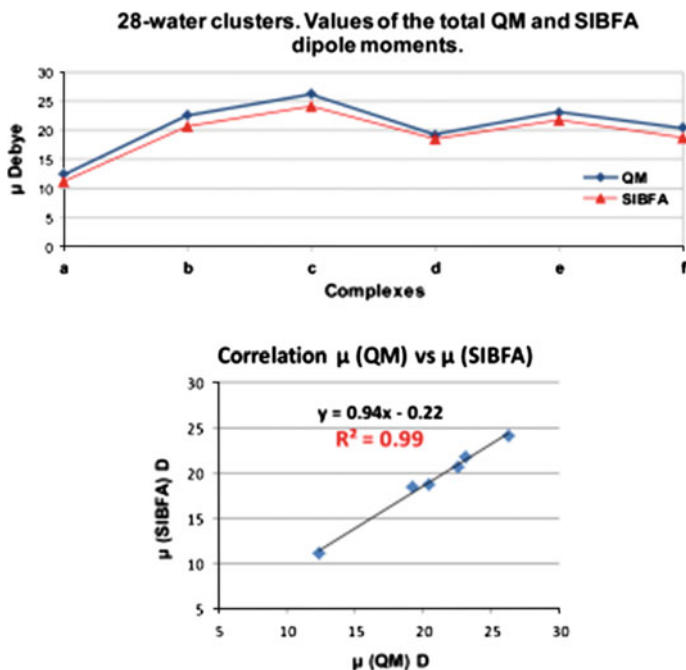 28-water clusters. Values of the total QM and SIBFA
dipole moments.
30
25
20
15
10
5
0
μ Debye
QM
SIBFA
a b c d e f
Complexes
Correlation μ (QM) vs μ (SIBFA)
30
25
20
15
10
5
μ (SIBFA) D
y = 0.94x - 0.22
R² = 0.99
5 10 15 20 25 30
μ (QM) D